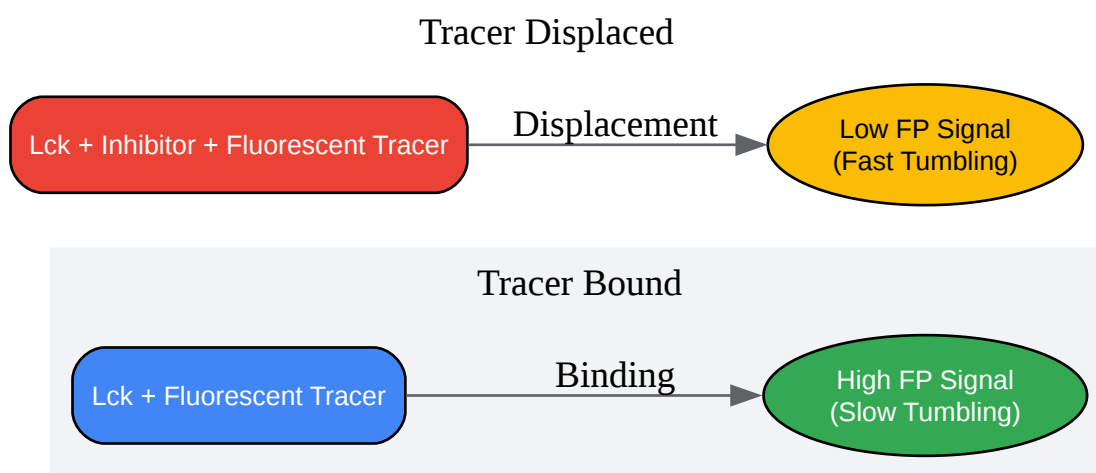 Tracer Displaced
Lck + Inhibitor + Fluorescent Tracer
Displacement
Low FP Signal
(Fast Tumbling)
Tracer Bound
Lck + Fluorescent Tracer
Binding
High FP Signal
(Slow Tumbling)